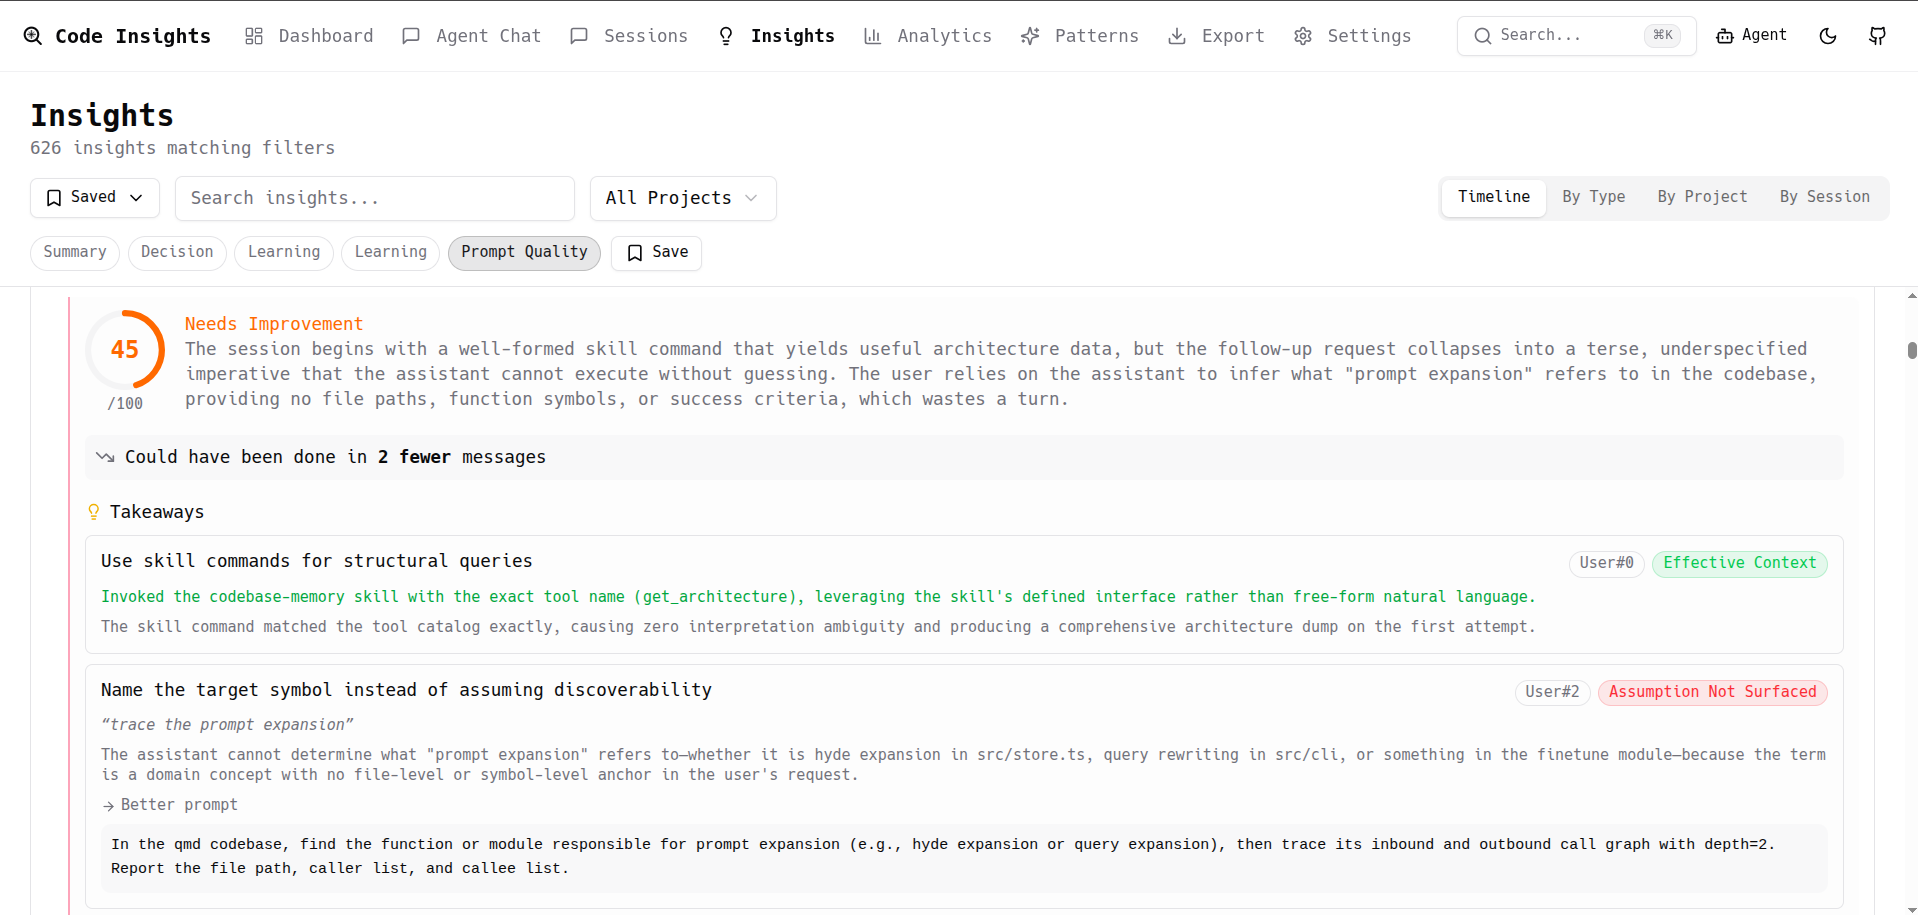 Code Insights Dashboard Agent Chat Sessions Insights Analytics Patterns Export Settings Search... ⌘K Agent
Insights
626 insights matching filters
Saved Search insights... All Projects Timeline By Type By Project By Session
Summary Decision Learning Learning Prompt Quality Save
45
/100
Needs Improvement
The session begins with a well-formed skill command that yields useful architecture data, but the follow-up request collapses into a terse, underspecified
imperative that the assistant cannot execute without guessing. The user relies on the assistant to infer what "prompt expansion" refers to in the codebase,
providing no file paths, function symbols, or success criteria, which wastes a turn.
Could have been done in 2 fewer messages
Takeaways
Use skill commands for structural queries User#0 Effective Context
Invoked the codebase-memory skill with the exact tool name (get_architecture), leveraging the skill's defined interface rather than free-form natural language.
The skill command matched the tool catalog exactly, causing zero interpretation ambiguity and producing a comprehensive architecture dump on the first attempt.
Name the target symbol instead of assuming discoverability User#2 Assumption Not Surfaced
“trace the prompt expansion”
The assistant cannot determine what "prompt expansion" refers to—whether it is hyde expansion in src/store.ts, query rewriting in src/cli, or something in the finetune module—because the term
is a domain concept with no file-level or symbol-level anchor in the user's request.
→ Better prompt
In the qmd codebase, find the function or module responsible for prompt expansion (e.g., hyde expansion or query expansion), then trace its inbound and outbound call graph with depth=2.
Report the file path, caller list, and callee list.